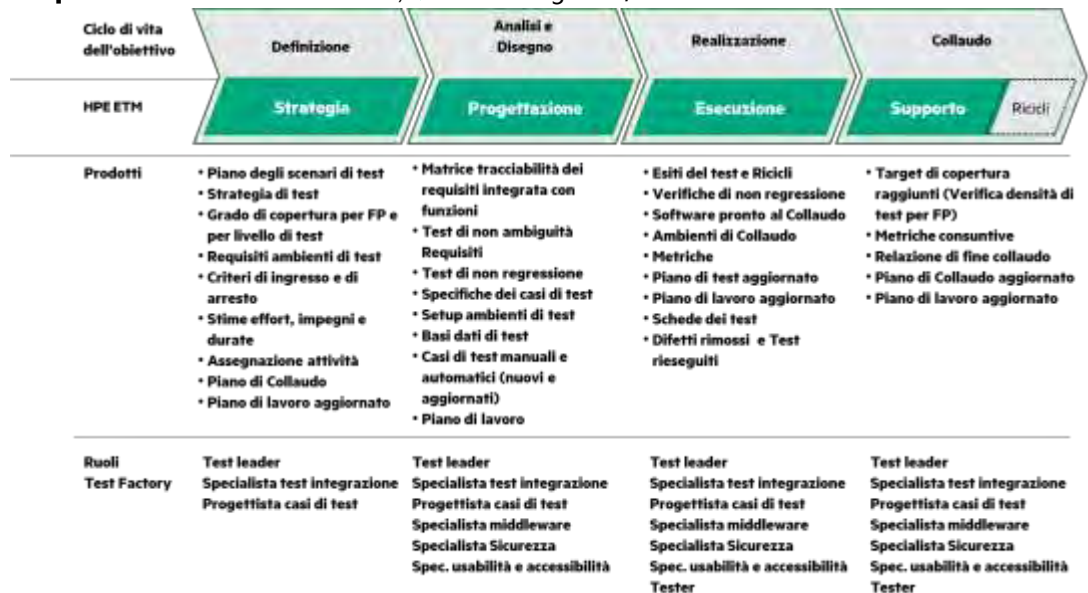 Ciclo di vita
dell'obiettivo
Definizione
Analisi e
Disegno
Realizzazione
Collaudo
HPE ETM
Strategia
Progettazione
Esecuzione
Supporto
Ricicli
Prodotti
• Piano degli scenari di test
• Strategia di test
• Grado di copertura per FP e
per livello di test
• Requisiti ambienti di test
• Criteri di ingresso e di
arresto
• Stime effort, impegni e
durate
• Assegnazione attività
• Piano di Collaudo
• Piano di lavoro aggiornato
• Matrice tracciabilità dei
requisiti integrata con
funzioni
• Test di non ambiguità
Requisiti
• Test di non regressione
• Specifiche dei casi di test
• Setup ambienti di test
• Basi dati di test
• Casi di test manuali e
automatici (nuovi e
aggiornati)
• Piano di lavoro
• Esiti del test e Ricicli
• Verifiche di non regressione
• Software pronto al Collaudo
• Ambienti di Collaudo
• Metriche
• Piano di test aggiornato
• Piano di lavoro aggiornato
• Schede dei test
• Difetti rimossi e Test
rieseguiti
• Target di copertura
raggiunti (Verifica densità di
test per FP)
• Metriche consuntive
• Relazione di fine collaudo
• Piano di Collaudo aggiornato
• Piano di lavoro aggiornato
Ruoli
Test Factory
Test leader
Specialista test integrazione
Progettista casi di test
Test leader
Specialista test integrazione
Progettista casi di test
Specialista middleware
Specialista Sicurezza
Spec. usabilità e accessibilità
Test leader
Specialista test integrazione
Progettista casi di test
Specialista middleware
Specialista Sicurezza
Spec. usabilità e accessibilità
Tester
Test leader
Specialista test integrazione
Progettista casi di test
Specialista middleware
Specialista Sicurezza
Spec. usabilità e accessibilità
Tester